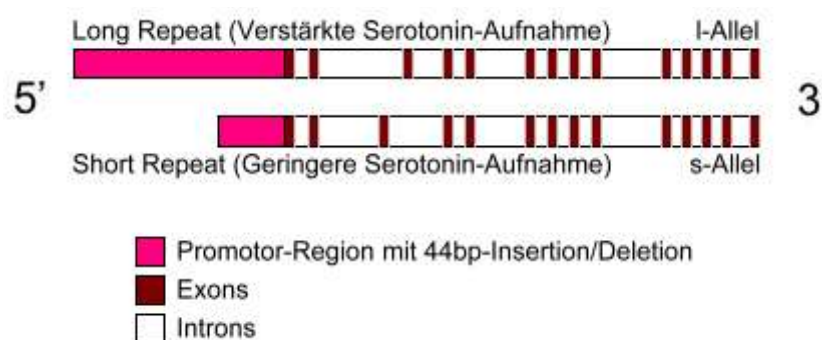 Long Repeat (Verstärkte Serotonin-Aufnahme) l-Allel
5' 3
Short Repeat (Geringere Serotonin-Aufnahme) s-Allel
Promotor-Region mit 44bp-Insertion/Deletion
Exons
Introns